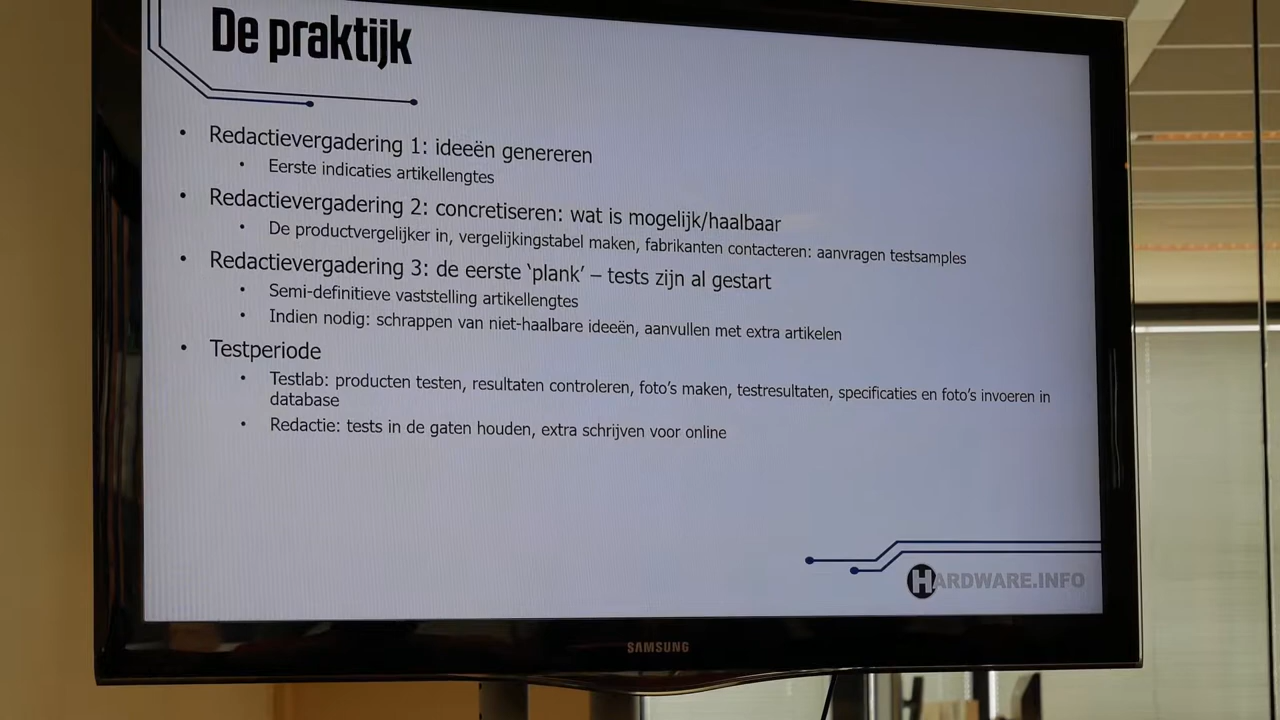 De praktijk
• Redactievergadering 1: ideeën genereren
• Eerste indicaties artikellengtes
• Redactievergadering 2: concretiseren: wat is mogelijk/haalbaar
• De productvergelijker in, vergelijkingstabel maken, fabrikanten contacteren: aanvragen testsamples
• Redactievergadering 3: de eerste ‘plank’ – tests zijn al gestart
• Semi-definitieve vaststelling artikellengtes
• Indien nodig: schrappen van niet-haalbare ideeën, aanvullen met extra artikelen
• Testperiode
• Testlab: producten testen, resultaten controleren, foto’s maken, testresultaten, specificaties en foto’s invoeren in
database
• Redactie: tests in de gaten houden, extra schrijven voor online
HARDWARE.INFO
SAMSUNG